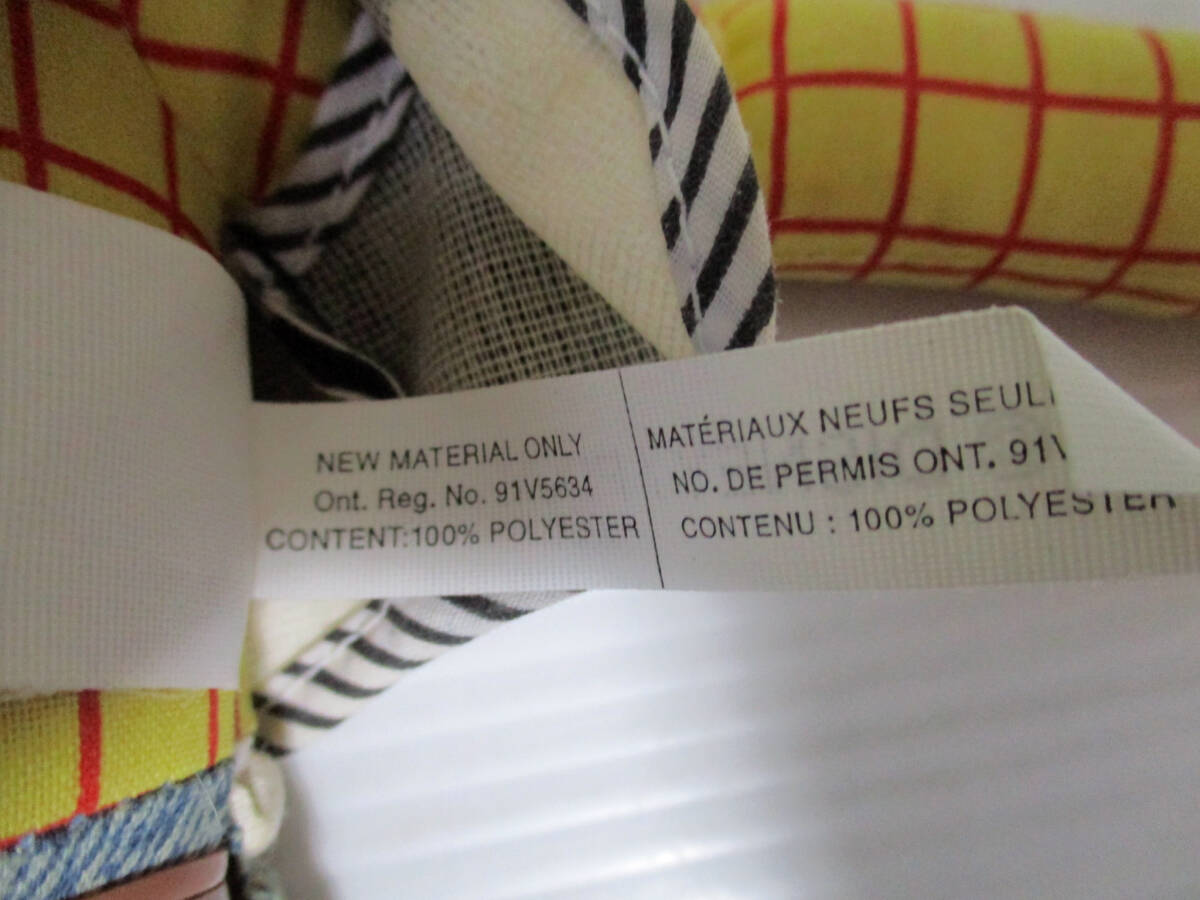 NEW MATERIAL ONLY
Ont. Reg. No. 91V5634
CONTENT:100% POLYESTER
MATÉRIAUX NEUFS
NO. DE PERMIS ONT.
CONTENU : 100% POLYESTER